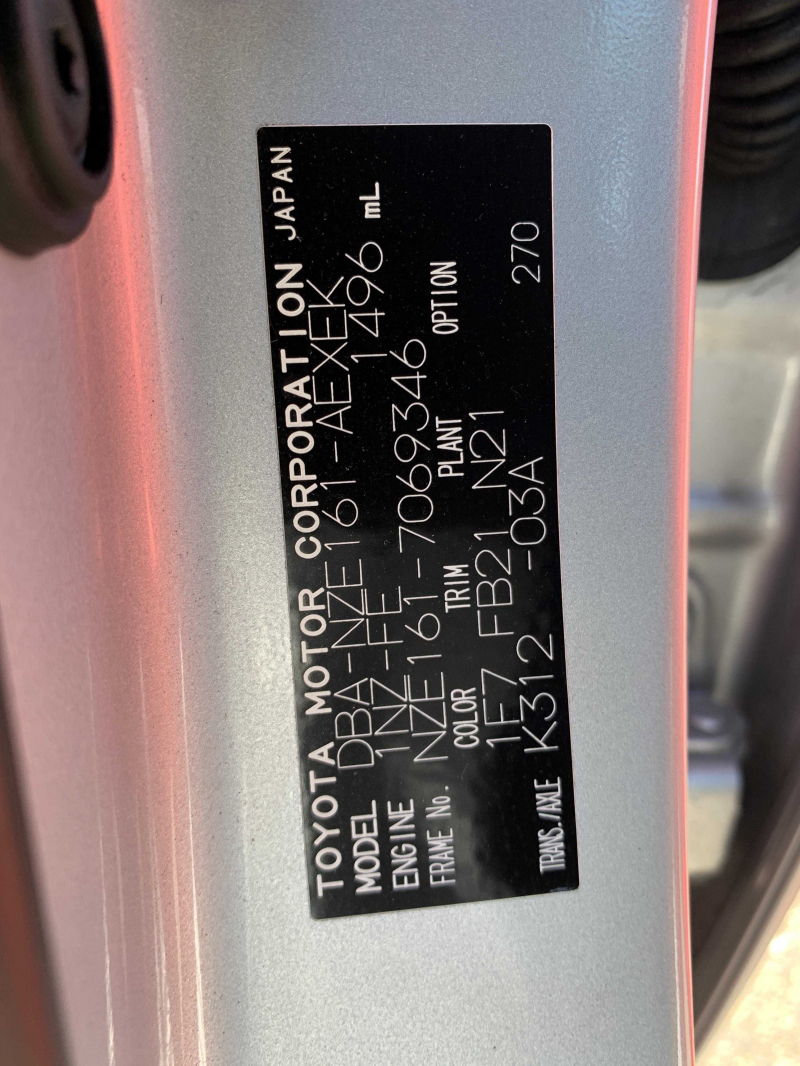 TOYOTA MOTOR CORPORATION JAPAN
MODEL DBA-NZE161-AEXEK
ENGINE 1NZ-FE 1496 mL
FRAME No. NZE161-7069346
COLOR TRIM PLANT OPTION
1F7 FB21 N21
TRANS./AXLE K312 -03A 270